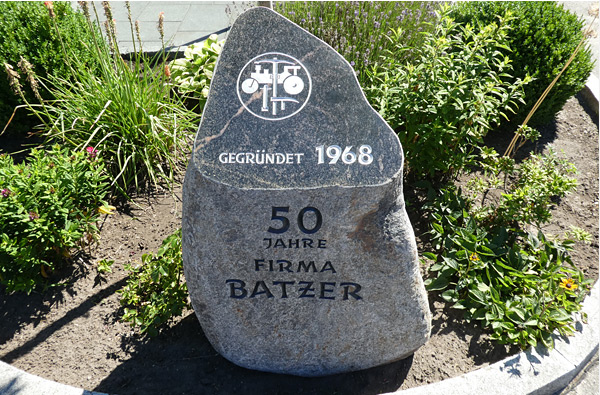 GEGRÜNDET 1968
50
JAHRE
FIRMA
BATZER